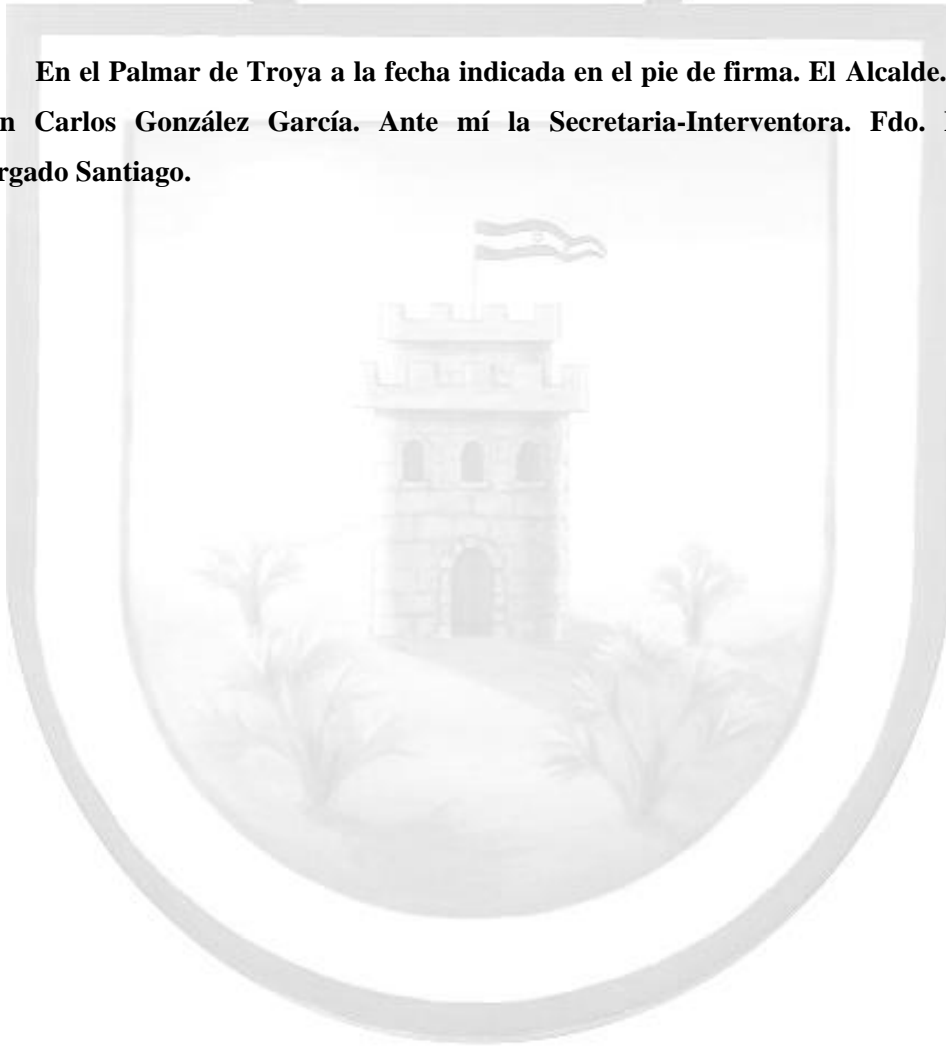 En el Palmar de Troya a la fecha indicada en el pie de firma. El Alcalde.
Carlos González García. Ante mí la Secretaria-Interventora. Fdo.
Santiago.